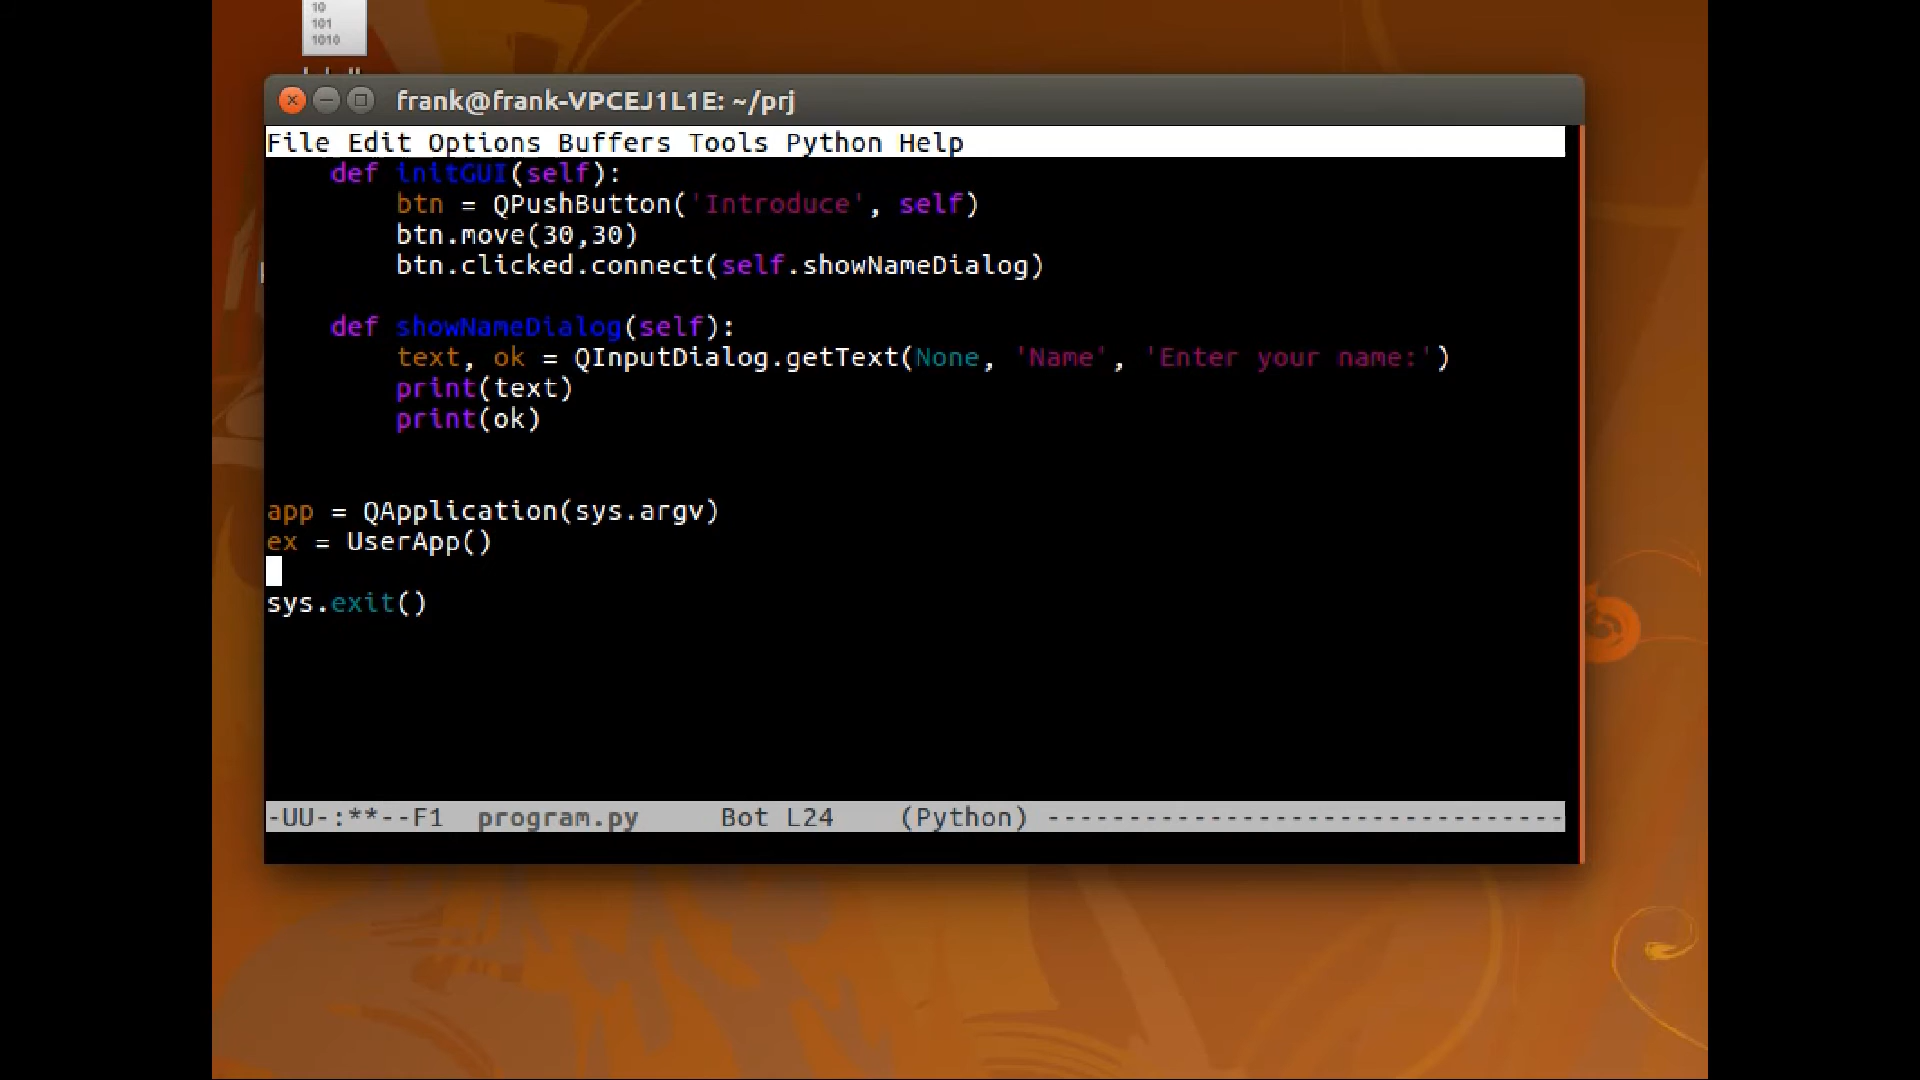 10
101
1010
frank@frank-VPCEJ1L1E: ~/prj
File Edit Options Buffers Tools Python Help
def initGUI(self):
btn = QPushButton('Introduce', self)
btn.move(30,30)
btn.clicked.connect(self.showNameDialog)
def showNameDialog(self):
text, ok = QInputDialog.getText(None, 'Name', 'Enter your name:')
print(text)
print(ok)
app = QApplication(sys.argv)
ex = UserApp()
sys.exit()
-UU-:**--F1  program.py     Bot L24    (Python) --------------------------------